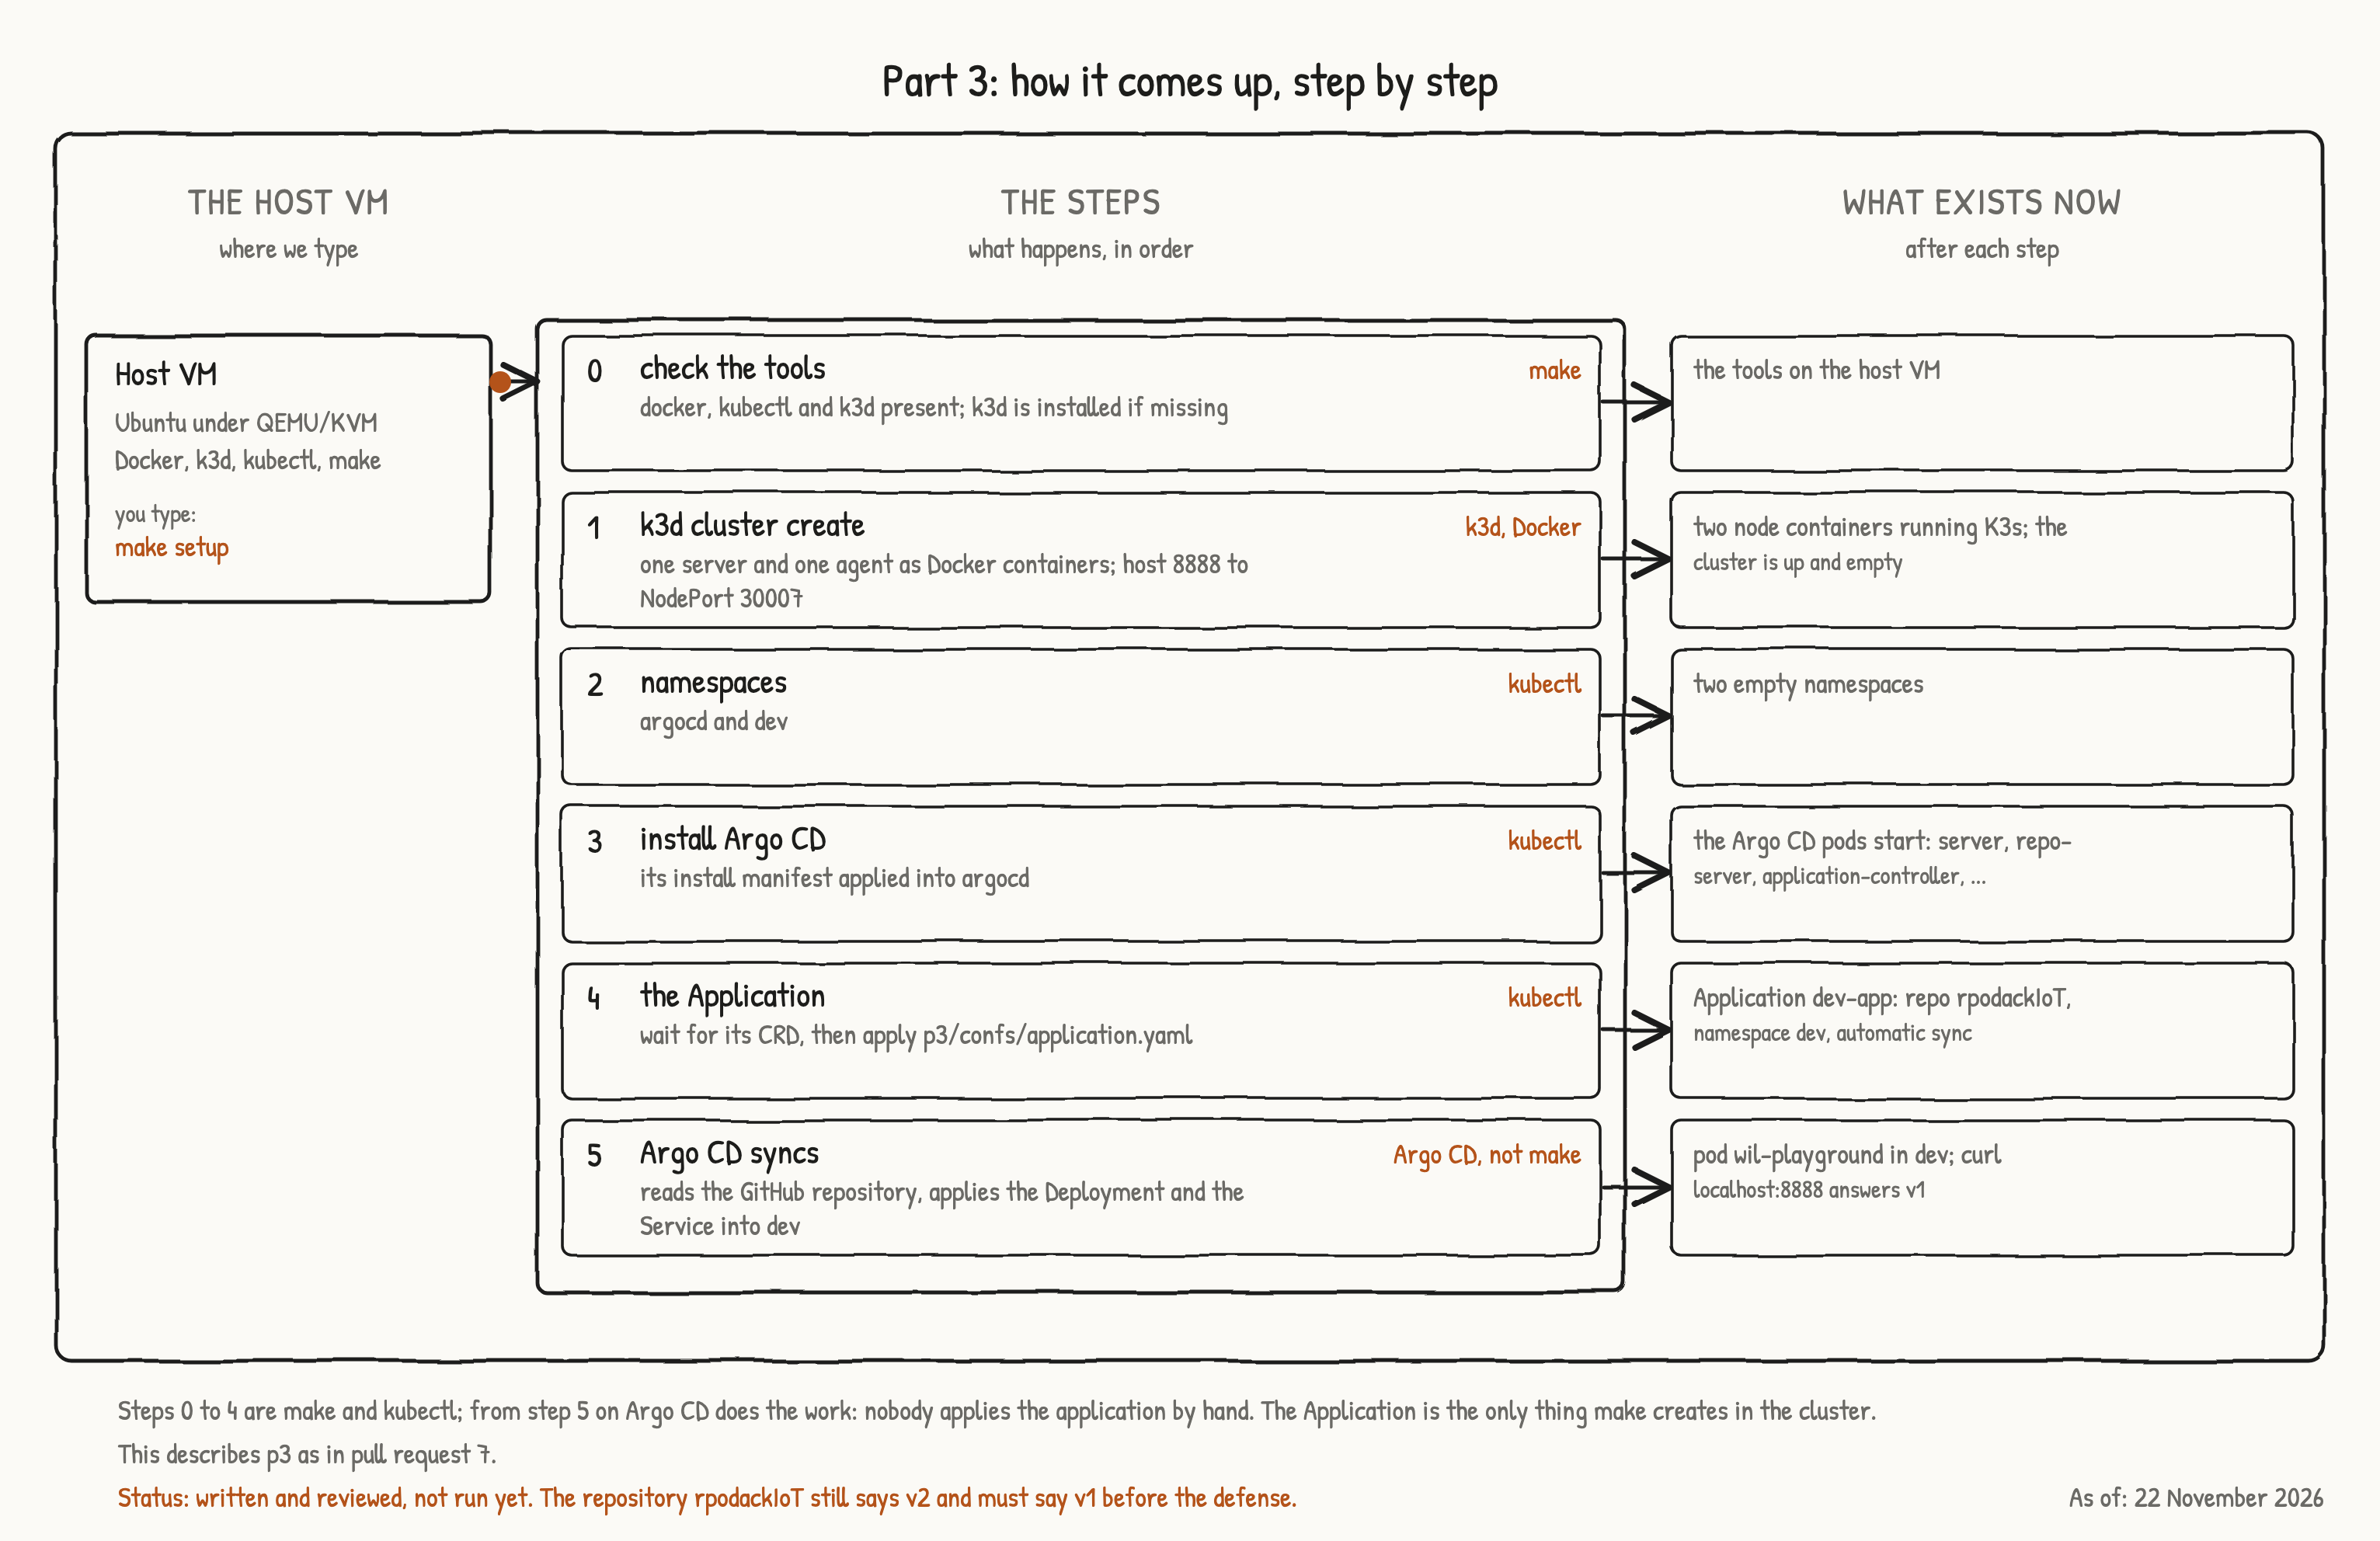 Part 3: how it comes up, step by step
THE HOST VM
where we type
THE STEPS
what happens, in order
WHAT EXISTS NOW
after each step
Host VM
Ubuntu under QEMU/KVM
Docker, k3d, kubectl, make
you type:
make setup
0 check the tools make
docker, kubectl and k3d present; k3d is installed if missing
the tools on the host VM
1 k3d cluster create k3d, Docker
one server and one agent as Docker containers; host 8888 to
NodePort 30007
two node containers running K3s; the
cluster is up and empty
2 namespaces kubectl
argocd and dev
two empty namespaces
3 install Argo CD kubectl
its install manifest applied into argocd
the Argo CD pods start: server, repo-
server, application-controller, ...
4 the Application kubectl
wait for its CRD, then apply p3/confs/application.yaml
Application dev-app: repo rpodackIoT,
namespace dev, automatic sync
5 Argo CD syncs Argo CD, not make
reads the GitHub repository, applies the Deployment and the
Service into dev
pod wil-playground in dev; curl
localhost:8888 answers v1
Steps 0 to 4 are make and kubectl; from step 5 on Argo CD does the work: nobody applies the application by hand. The Application is the only thing make creates in the cluster.
This describes p3 as in pull request 7.
Status: written and reviewed, not run yet. The repository rpodackIoT still says v2 and must say v1 before the defense.
As of: 22 November 2026